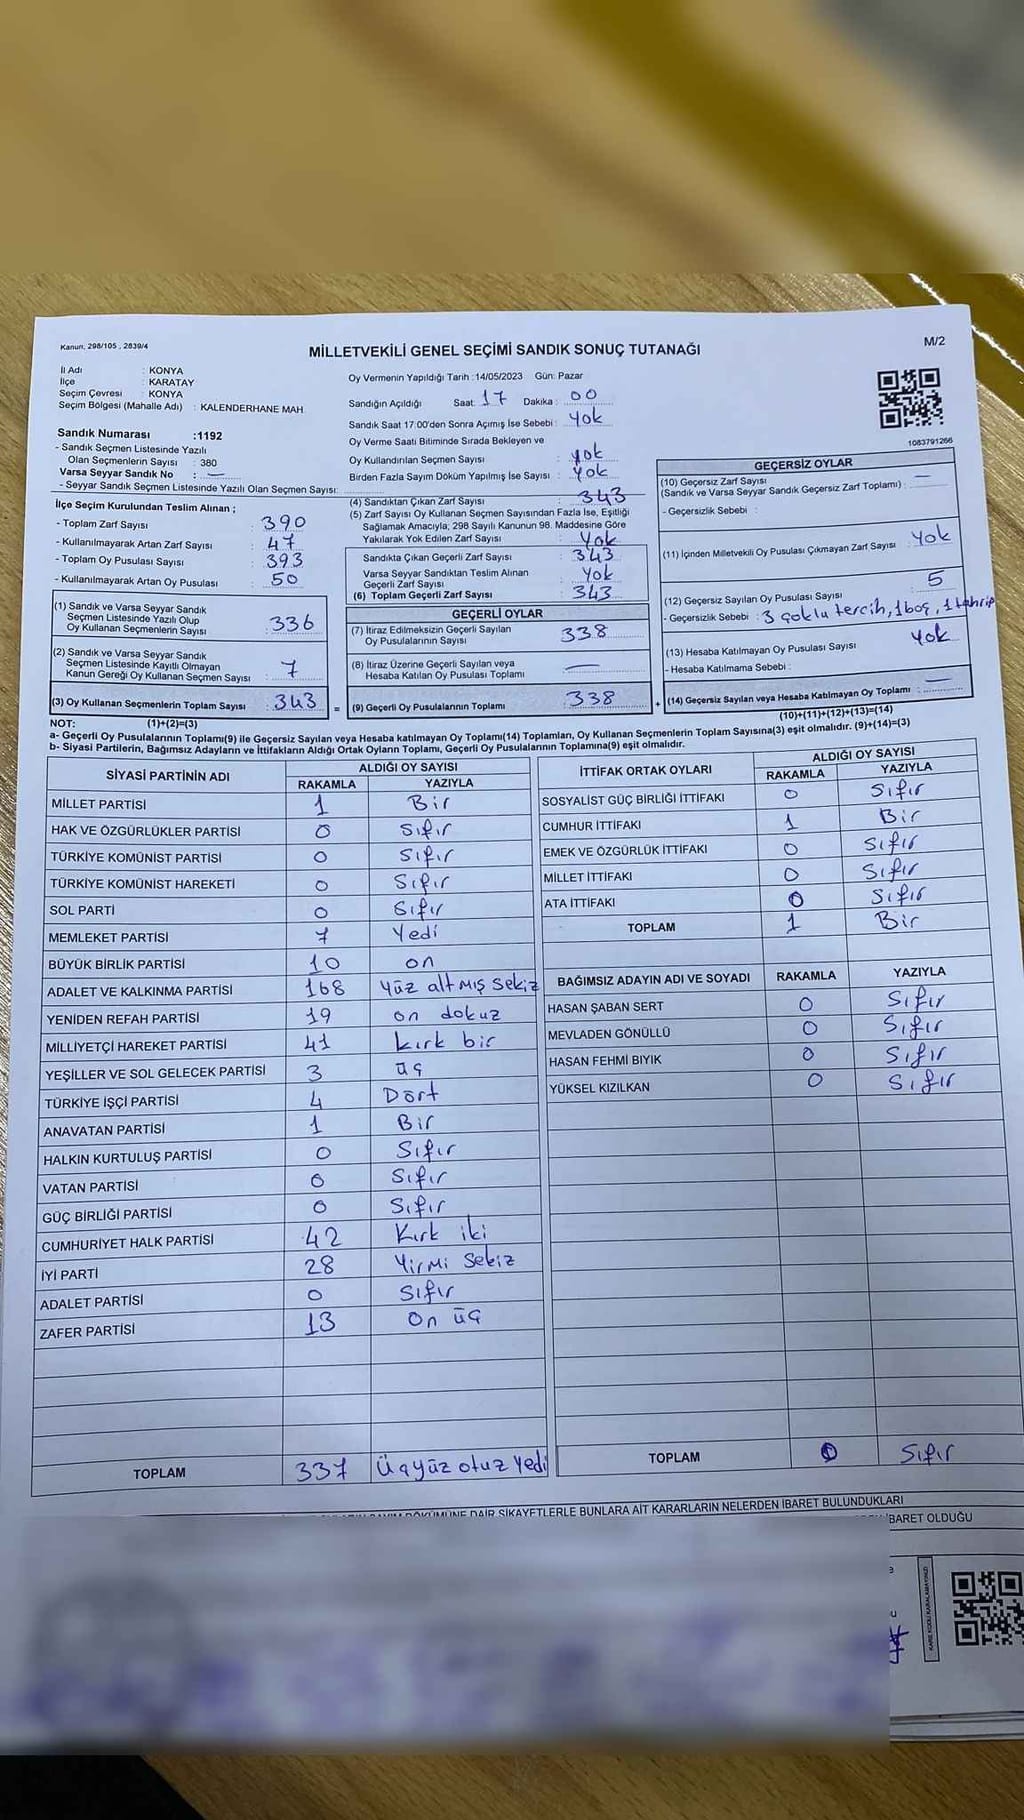 Kanun, 298/105 , 2839/4
M/2
MİLLETVEKİLİ GENEL SEÇİMİ SANDIK SONUÇ TUTANAĞI
İl Adı : KONYA
İlçe : KARATAY
Seçim Çevresi : KONYA
Seçim Bölgesi (Mahalle Adı) : KALENDERHANE MAH.
Sandık Numarası :1192
- Sandık Seçmen Listesinde Yazılı
Olan Seçmenlerin Sayısı : 380
Varsa Seyyar Sandık No : —
- Seyyar Sandık Seçmen Listesinde Yazılı Olan Seçmen Sayısı:
Oy Vermenin Yapıldığı Tarih :14/05/2023 Gün: Pazar
Sandığın Açıldığı Saat: 17 Dakika : 00
Sandık Saat 17:00'den Sonra Açımış İse Sebebi : Yok
Oy Verme Saati Bitiminde Sırada Bekleyen ve
Oy Kullandırılan Seçmen Sayısı : yok
Birden Fazla Sayım Döküm Yapılmış İse Sayısı : Yok
1083791266
İlçe Seçim Kurulundan Teslim Alınan ;
- Toplam Zarf Sayısı : 390
- Kullanılmayarak Artan Zarf Sayısı : 47
- Toplam Oy Pusulası Sayısı : 393
- Kullanılmayarak Artan Oy Pusulası : 50
(1) Sandık ve Varsa Seyyar Sandık
Seçmen Listesinde Yazılı Olup
Oy Kullanan Seçmenlerin Sayısı : 336
(2) Sandık ve Varsa Seyyar Sandık
Seçmen Listesinde Kayıtlı Olmayan
Kanun Gereği Oy Kullanan Seçmen Sayısı : 7
(3) Oy Kullanan Seçmenlerin Toplam Sayısı : 343 =
(4) Sandıktan Çıkan Zarf Sayısı : 343
(5) Zarf Sayısı Oy Kullanan Seçmen Sayısından Fazla İse, Eşitliği
Sağlamak Amacıyla; 298 Sayılı Kanunun 98. Maddesine Göre
Yakılarak Yok Edilen Zarf Sayısı : Yok
Sandıkta Çıkan Geçerli Zarf Sayısı : 343
Varsa Seyyar Sandıktan Teslim Alınan
Geçerli Zarf Sayısı : Yok
(6) Toplam Geçerli Zarf Sayısı : 343
GEÇERLİ OYLAR
(7) İtiraz Edilmeksizin Geçerli Sayılan
Oy Pusulalarının Sayısı : 338
(8) İtiraz Üzerine Geçerli Sayılan veya
Hesaba Katılan Oy Pusulası Toplamı : —
(9) Geçerli Oy Pusulalarının Toplamı : 338 +
GEÇERSİZ OYLAR
(10) Geçersiz Zarf Sayısı
(Sandık ve Varsa Seyyar Sandık Geçersiz Zarf Toplamı) : —
- Geçersizlik Sebebi :
(11) İçinden Milletvekili Oy Pusulası Çıkmayan Zarf Sayısı : Yok
(12) Geçersiz Sayılan Oy Pusulası Sayısı : 5
- Geçersizlik Sebebi : 3 çoklu tercih, 1 boş, 1 tahrip
(13) Hesaba Katılmayan Oy Pusulası Sayısı : Yok
- Hesaba Katılmama Sebebi :
(14) Geçersiz Sayılan veya Hesaba Katılmayan Oy Toplamı : —
NOT: (1)+(2)=(3) (10)+(11)+(12)+(13)=(14)
a- Geçerli Oy Pusulalarının Toplamı(9) ile Geçersiz Sayılan veya Hesaba katılmayan Oy Toplamı(14) Toplamları, Oy Kullanan Seçmenlerin Toplam Sayısına(3) eşit olmalıdır. (9)+(14)=(3)
b- Siyasi Partilerin, Bağımsız Adayların ve İttifakların Aldığı Ortak Oyların Toplamı, Geçerli Oy Pusulalarının Toplamına(9) eşit olmalıdır.
SİYASİ PARTİNİN ADI ALDIĞI OY SAYISI
RAKAMLA YAZIYLA
MİLLET PARTİSİ 1 Bir
HAK VE ÖZGÜRLÜKLER PARTİSİ 0 Sıfır
TÜRKİYE KOMÜNİST PARTİSİ 0 Sıfır
TÜRKİYE KOMÜNİST HAREKETİ 0 Sıfır
SOL PARTİ 0 Sıfır
MEMLEKET PARTİSİ 7 Yedi
BÜYÜK BİRLİK PARTİSİ 10 on
ADALET VE KALKINMA PARTİSİ 168 Yüz altmış sekiz
YENİDEN REFAH PARTİSİ 19 on dokuz
MİLLİYETÇİ HAREKET PARTİSİ 41 kırk bir
YEŞİLLER VE SOL GELECEK PARTİSİ 3 üç
TÜRKİYE İŞÇİ PARTİSİ 4 Dört
ANAVATAN PARTİSİ 1 Bir
HALKIN KURTULUŞ PARTİSİ 0 Sıfır
VATAN PARTİSİ 0 Sıfır
GÜÇ BİRLİĞİ PARTİSİ 0 Sıfır
CUMHURİYET HALK PARTİSİ 42 Kırk iki
İYİ PARTİ 28 Yirmi Sekiz
ADALET PARTİSİ 0 Sıfır
ZAFER PARTİSİ 13 On üç
TOPLAM 337 Üçyüz otuz yedi
İTTİFAK ORTAK OYLARI ALDIĞI OY SAYISI
RAKAMLA YAZIYLA
SOSYALİST GÜÇ BİRLİĞİ İTTİFAKI 0 Sıfır
CUMHUR İTTİFAKI 1 Bir
EMEK VE ÖZGÜRLÜK İTTİFAKI 0 Sıfır
MİLLET İTTİFAKI 0 Sıfır
ATA İTTİFAKI 0 Sıfır
TOPLAM 1 Bir
BAĞIMSIZ ADAYIN ADI VE SOYADI RAKAMLA YAZIYLA
HASAN ŞABAN SERT 0 Sıfır
MEVLADEN GÖNÜLLÜ 0 Sıfır
HASAN FEHMİ BIYIK 0 Sıfır
YÜKSEL KIZILKAN 0 Sıfır
TOPLAM 0 Sıfır
DÖKÜMÜNE DAİR ŞİKAYETLERLE BUNLARA AİT KARARLARIN NELERDEN İBARET BULUNDUKLARI
İBARET OLDUĞU